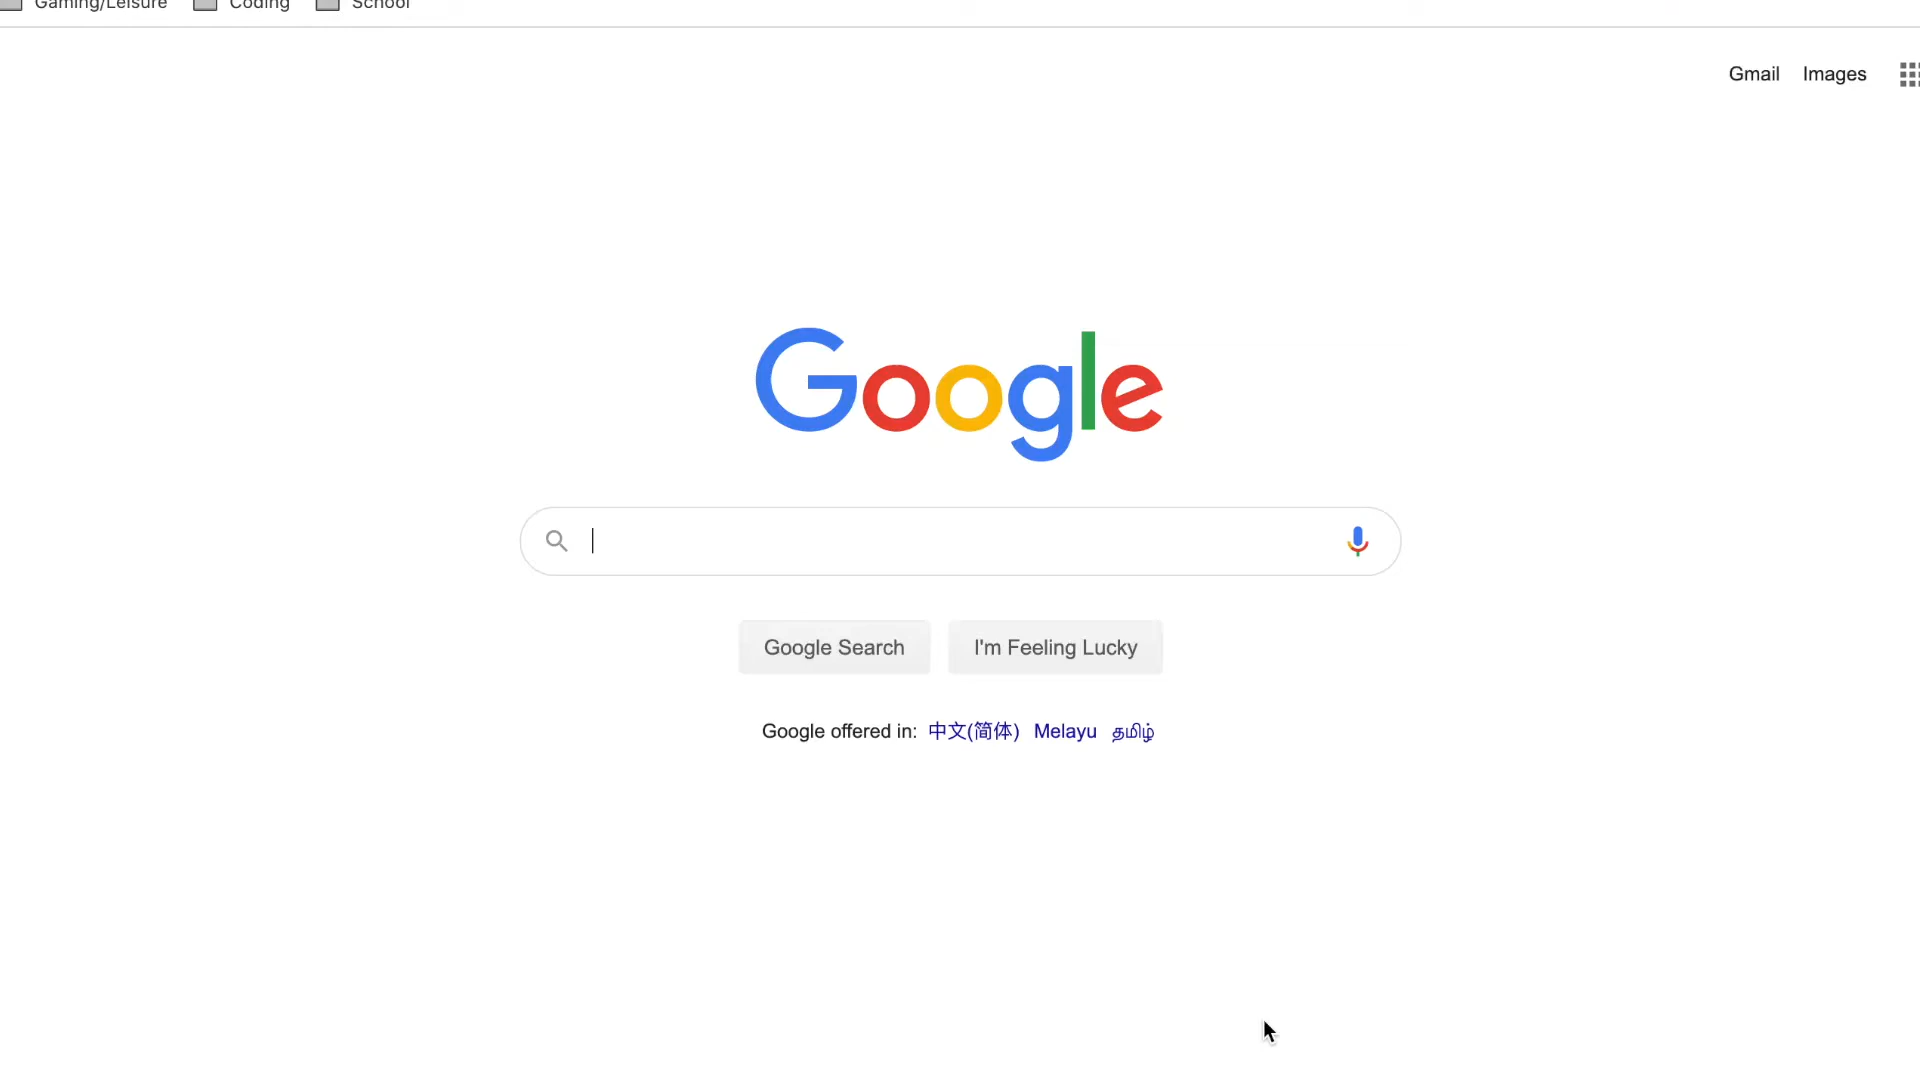 Gaming/Leisure Coding School
Gmail Images
Google
Google Search I'm Feeling Lucky
Google offered in: 中文(简体) Melayu தமிழ்